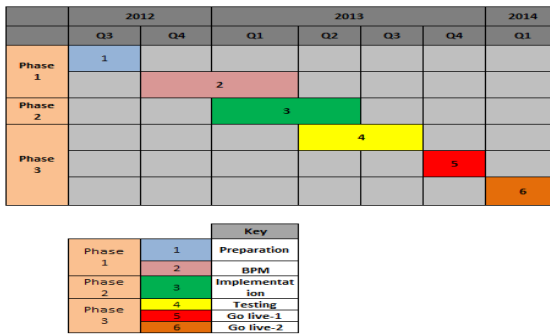 2012 2013 2014
Q3 Q4 Q1 Q2 Q3 Q4 Q1
Phase
1
1
2
Phase
2
3
Phase
3
4
5
6
Key
Phase
1
1 Preparation
2 BPM
Phase
2
3 Implementat
ion
Phase
3
4 Testing
5 Go live-1
6 Go live-2